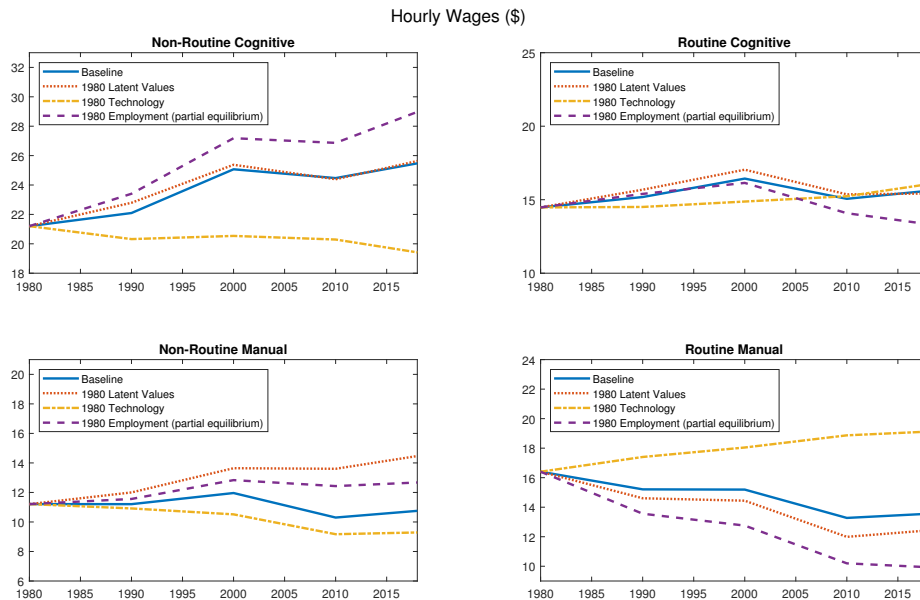 Hourly Wages ($)
Non-Routine Cognitive
32
30
28
26
24
22
20
18
Baseline
1980 Latent Values
1980 Technology
1980 Employment (partial equilibrium)
1980 1985 1990 1995 2000 2005 2010 2015
Routine Cognitive
25
20
15
10
Baseline
1980 Latent Values
1980 Technology
1980 Employment (partial equilibrium)
1980 1985 1990 1995 2000 2005 2010 2015
Non-Routine Manual
20
18
16
14
12
10
8
6
Baseline
1980 Latent Values
1980 Technology
1980 Employment (partial equilibrium)
1980 1985 1990 1995 2000 2005 2010 2015
Routine Manual
24
22
20
18
16
14
12
10
Baseline
1980 Latent Values
1980 Technology
1980 Employment (partial equilibrium)
1980 1985 1990 1995 2000 2005 2010 2015